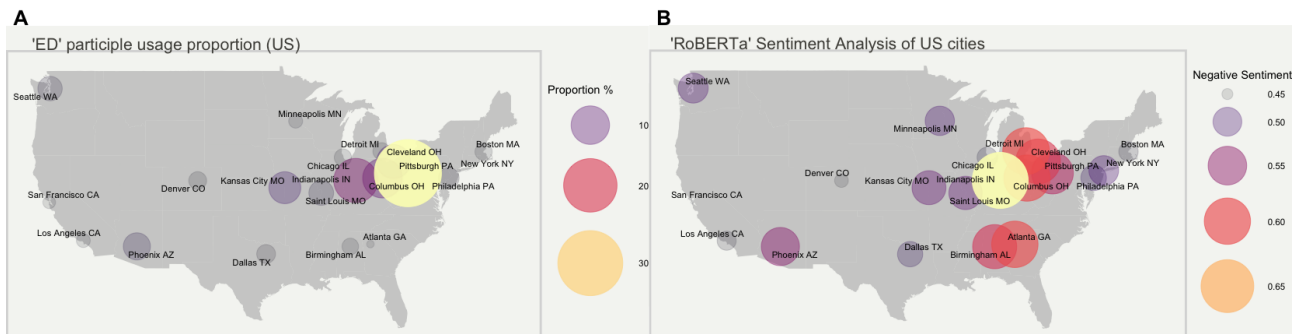 A
'ED' participle usage proportion (US)
Seattle WA
Minneapolis MN
Detroit MI
Boston MA
Cleveland OH
Chicago IL
Pittsburgh PA
New York NY
Denver CO
Kansas City MO
Indianapolis IN
Columbus OH
Philadelphia PA
San Francisco CA
Saint Louis MO
Los Angeles CA
Phoenix AZ
Atlanta GA
Birmingham AL
Dallas TX
Proportion %
10
20
30
B
'RoBERTa' Sentiment Analysis of US cities
Seattle WA
Minneapolis MN
Detroit MI
Boston MA
Cleveland OH
Chicago IL
Pittsburgh PA
New York NY
Denver CO
Kansas City MO
Indianapolis IN
Columbus OH
Philadelphia PA
San Francisco CA
Saint Louis MO
Los Angeles CA
Phoenix AZ
Atlanta GA
Dallas TX
Birmingham AL
Negative Sentiment
0.45
0.50
0.55
0.60
0.65